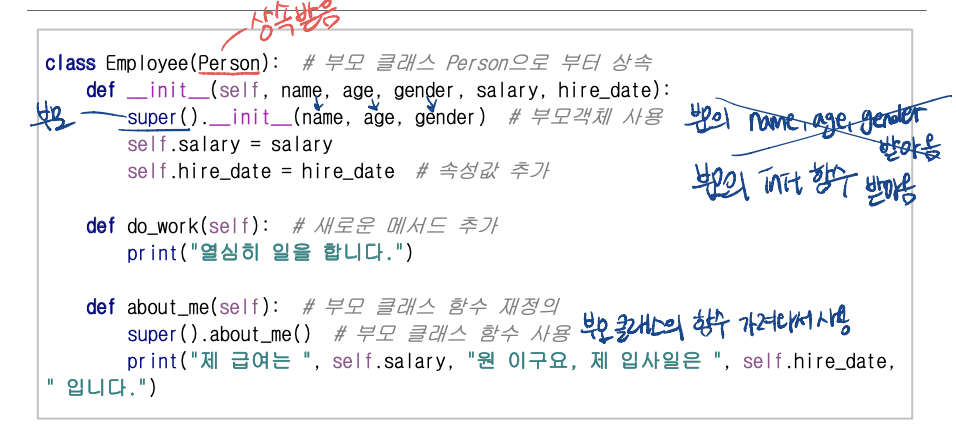 상속받음
class Employee(Person):  # 부모 클래스 Person으로 부터 상속
    def __init__(self, name, age, gender, salary, hire_date):
부모
        super().__init__(name, age, gender)  # 부모객체 사용
부모의 name, age, gender
받아옴
        self.salary = salary
        self.hire_date = hire_date  # 속성값 추가
부모의 init 함수 받아옴
    def do_work(self):  # 새로운 메서드 추가
        print("열심히 일을 합니다.")
    def about_me(self):  # 부모 클래스 함수 재정의
        super().about_me()  # 부모 클래스 함수 사용
부모 클래스의 함수 가져와서 사용
        print("제 급여는 ", self.salary, "원 이구요, 제 입사일은 ", self.hire_date,
" 입니다.")